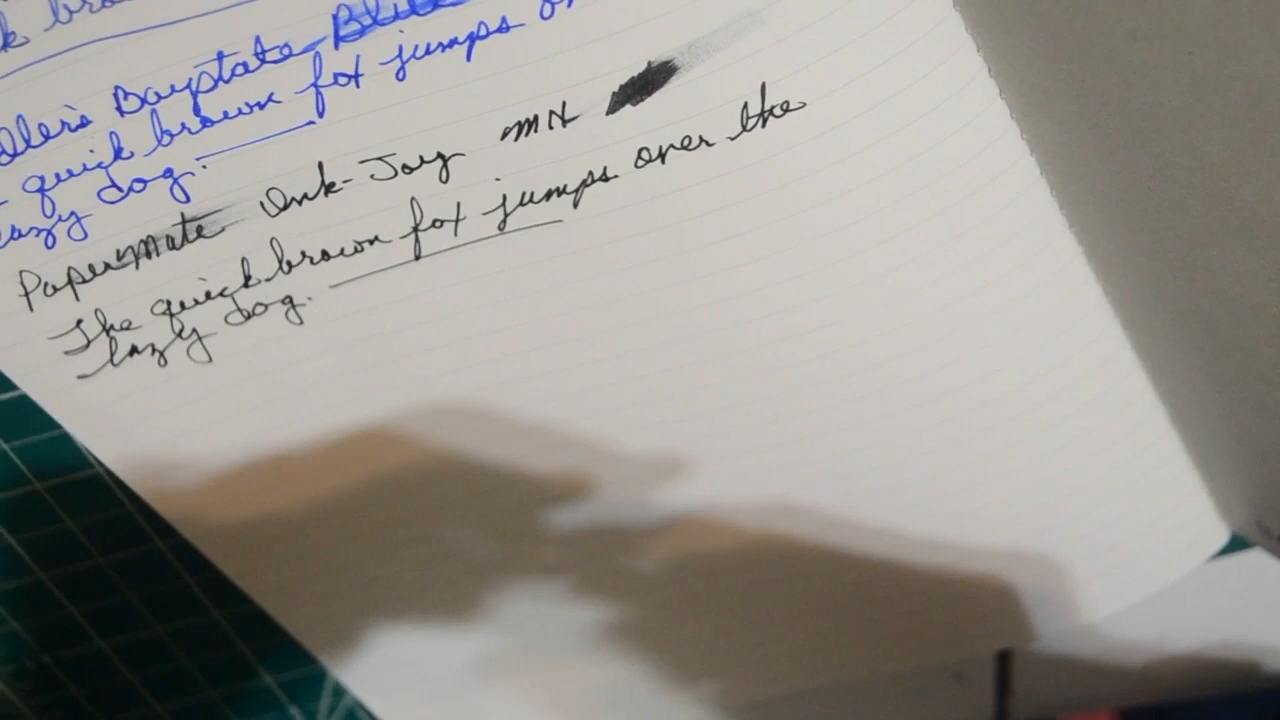 k bro
Baystate Blue
quick brown fox jumps
lazy dog.
PaperMate Ink-Joy
The quick brown fox jumps over the
lazy dog.